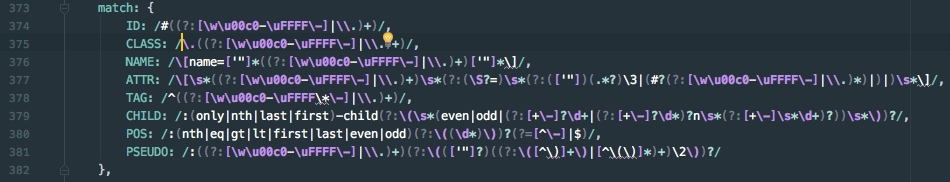 373 match: {
374 ID: /#((?:[\w\u00c0-\uFFFF\-]|\\.)+)/,
375 CLASS: /\.((?:[\w\u00c0-\uFFFF\-]|\\.)+)/,
376 NAME: /\[name=['"]*((?:[\w\u00c0-\uFFFF\-]|\\.)+)['"]*\]/,
377 ATTR: /\[\s*((?:[\w\u00c0-\uFFFF\-]|\\.)+)\s*(?:(\S?=)\s*(?:(['"])(.*?)\3|(#?(?:[\w\u00c0-\uFFFF\-]|\\.)*)|)|)\s*\]/,
378 TAG: /^((?:[\w\u00c0-\uFFFF\*\-]|\\.)+)/,
379 CHILD: /:(only|nth|last|first)-child(?:\(\s*(even|odd|(?:[+\-]?\d+|(?:[+\-]?\d*)?n\s*(?:[+\-]\s*\d+)?))\s*\))?/,
380 POS: /:(nth|eq|gt|lt|first|last|even|odd)(?:\((\d*)\))?(?=[^\-]|$)/,
381 PSEUDO: /:((?:[\w\u00c0-\uFFFF\-]|\\.)+)(?:\((['"]?)((?:\([^\)]+\)|[^\(\)]*)+)\2\))?/
382 },